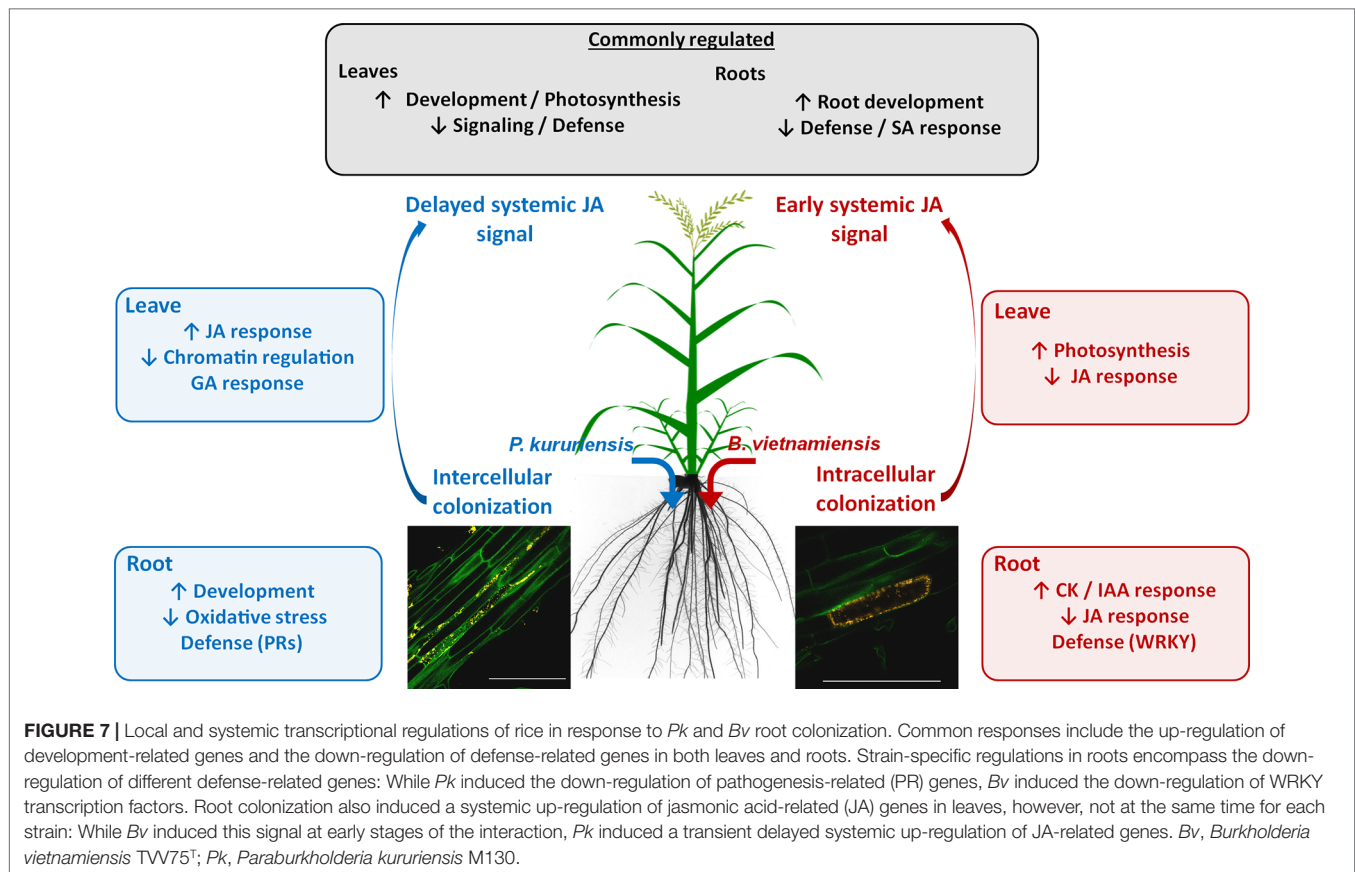 Commonly regulated
Leaves
↑ Development / Photosynthesis
↓ Signaling / Defense
Roots
↑ Root development
↓ Defense / SA response
Delayed systemic JA
signal
Early systemic JA
signal
Leave
↑ JA response
↓ Chromatin regulation
GA response
Leave
↑ Photosynthesis
↓ JA response
P. kururiensis
B. vietnamiensis
Intercellular
colonization
Intracellular
colonization
Root
↑ Development
↓ Oxidative stress
Defense (PRs)
Root
↑ CK / IAA response
↓ JA response
Defense (WRKY)
FIGURE 7 | Local and systemic transcriptional regulations of rice in response to Pk and Bv root colonization. Common responses include the up-regulation of
development-related genes and the down-regulation of defense-related genes in both leaves and roots. Strain-specific regulations in roots encompass the down-
regulation of different defense-related genes: While Pk induced the down-regulation of pathogenesis-related (PR) genes, Bv induced the down-regulation of WRKY
transcription factors. Root colonization also induced a systemic up-regulation of jasmonic acid-related (JA) genes in leaves, however, not at the same time for each
strain: While Bv induced this signal at early stages of the interaction, Pk induced a transient delayed systemic up-regulation of JA-related genes. Bv, Burkholderia
vietnamiensis TVV75ᵀ; Pk, Paraburkholderia kururiensis M130.